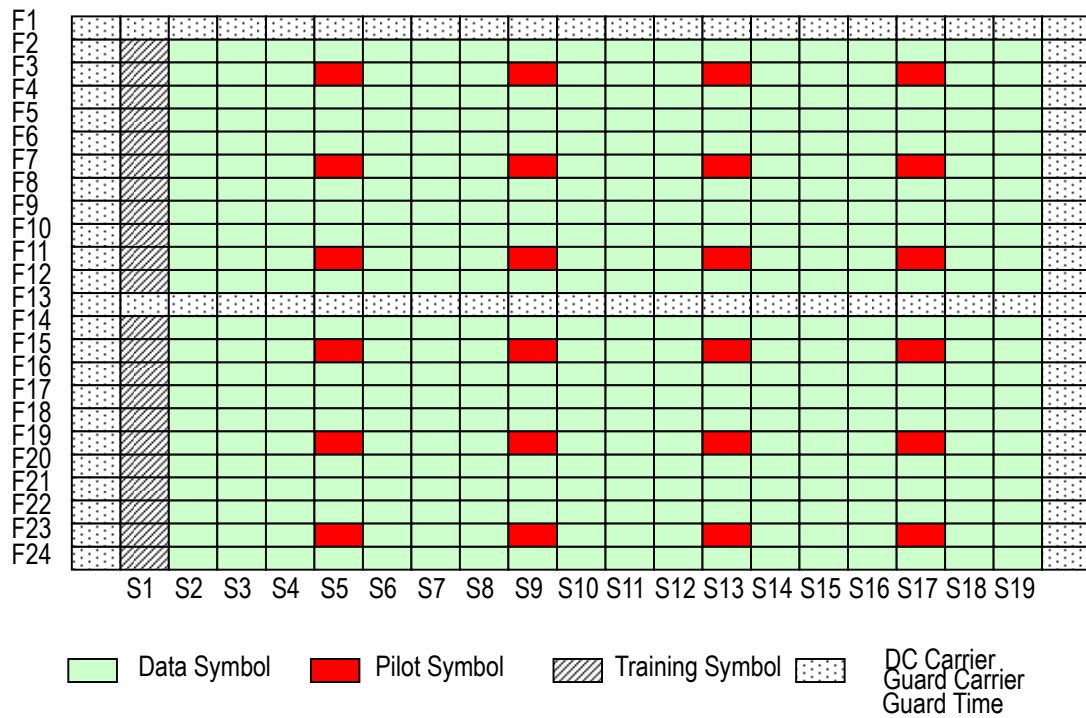 F1
F2
F3
F4
F5
F6
F7
F8
F9
F10
F11
F12
F13
F14
F15
F16
F17
F18
F19
F20
F21
F22
F23
F24
S1 S2 S3 S4 S5 S6 S7 S8 S9 S10 S11 S12 S13 S14 S15 S16 S17 S18 S19
Data Symbol Pilot Symbol Training Symbol DC Carrier
Guard Carrier
Guard Time